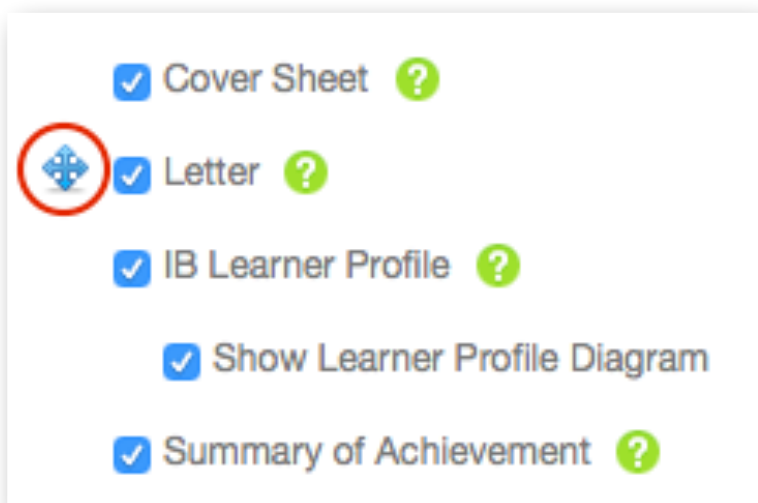 Cover Sheet ?
Letter ?
IB Learner Profile ?
Show Learner Profile Diagram
Summary of Achievement ?